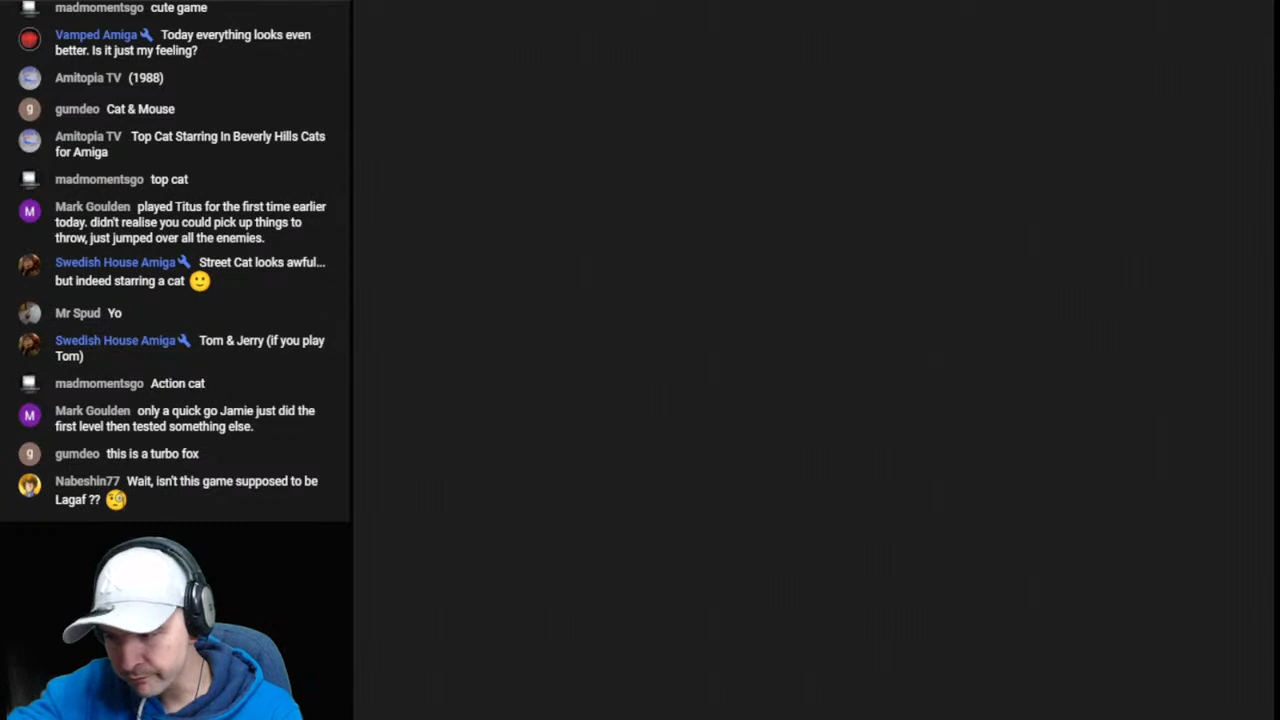 madmomentsgo cute game
Vamped Amiga Today everything looks even
better. Is it just my feeling?
Amitopia TV (1988)
g gumdeo Cat & Mouse
Amitopia TV Top Cat Starring In Beverly Hills Cats
for Amiga
madmomentsgo top cat
M Mark Goulden played Titus for the first time earlier
today. didn't realise you could pick up things to
throw, just jumped over all the enemies.
Swedish House Amiga Street Cat looks awful...
but indeed starring a cat
Mr Spud Yo
Swedish House Amiga Tom & Jerry (if you play
Tom)
madmomentsgo Action cat
M Mark Goulden only a quick go Jamie just did the
first level then tested something else.
g gumdeo this is a turbo fox
Nabeshin77 Wait, isn't this game supposed to be
Lagaf ??